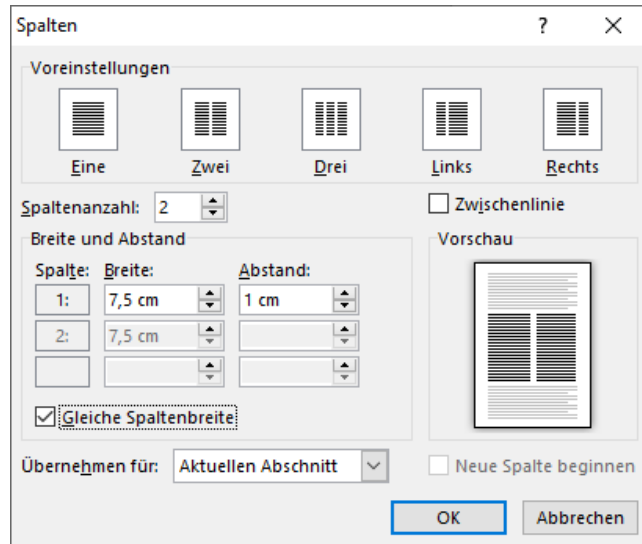 Spalten ?
Voreinstellungen
Eine Zwei Drei Links Rechts
Spaltenanzahl: 2 Zwischenlinie
Breite und Abstand Vorschau
Spalte: Breite: Abstand:
1: 7,5 cm 1 cm
2: 7,5 cm
Gleiche Spaltenbreite
Übernehmen für: Aktuellen Abschnitt Neue Spalte beginnen
OK Abbrechen